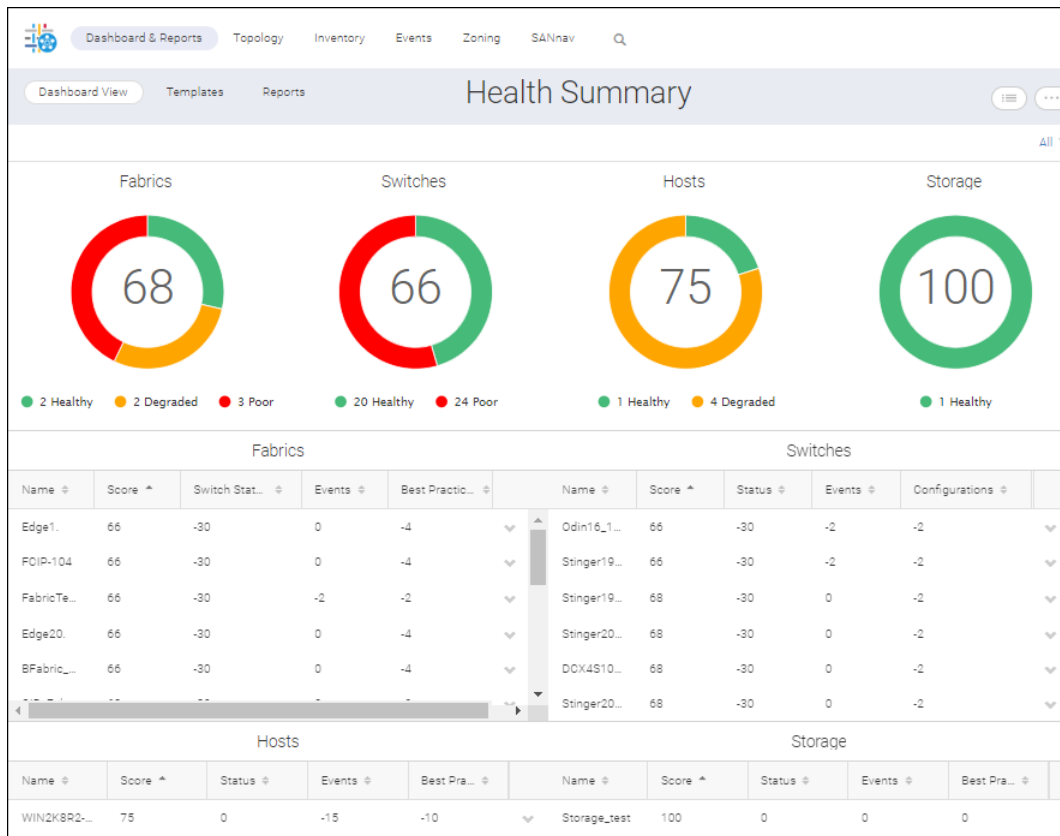 Dashboard & Reports Topology Inventory Events Zoning SANnav
Dashboard View Templates Reports Health Summary
All
Fabrics Switches Hosts Storage
68 66 75 100
2 Healthy 2 Degraded 3 Poor 20 Healthy 24 Poor 1 Healthy 4 Degraded 1 Healthy
Fabrics Switches
Name Score Switch Stat... Events Best Practic... Name Score Status Events Configurations
Edge1. 66 -30 0 -4 Odin16_1... 66 -30 -2 -2
FCIP-104 66 -30 0 -4 Stinger19... 66 -30 -2 -2
FabricTe... 66 -30 -2 -2 Stinger19... 68 -30 0 -2
Edge20. 66 -30 0 -4 Stinger20... 68 -30 0 -2
BFabric_... 66 -30 0 -4 DCX4S10... 68 -30 0 -2
Stinger20... 68 -30 0 -2
Hosts Storage
Name Score Status Events Best Pra... Name Score Status Events Best Pra...
WIN2K8R2-... 75 0 -15 -10 Storage_test 100 0 0 0